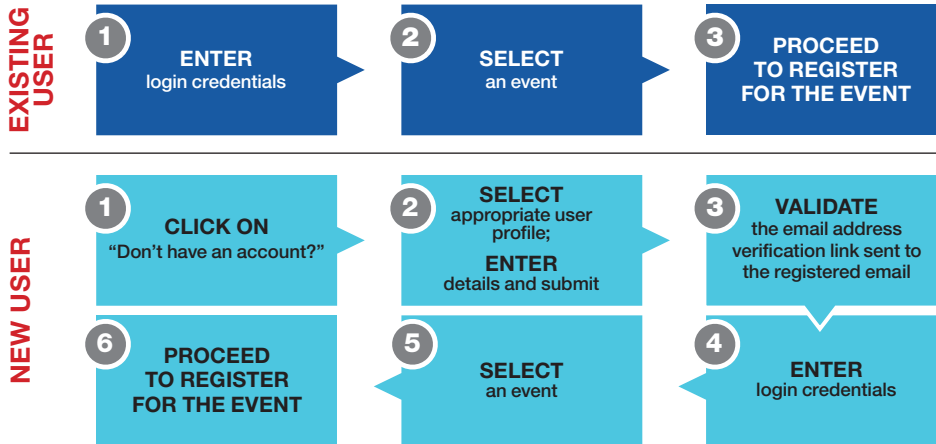 EXISTING
USER
1
ENTER
login credentials
2
SELECT
an event
3
PROCEED
TO REGISTER
FOR THE EVENT
NEW USER
1
CLICK ON
“Don’t have an account?”
2
SELECT
appropriate user
profile;
ENTER
details and submit
3
VALIDATE
the email address
verification link sent to
the registered email
4
ENTER
login credentials
5
SELECT
an event
6
PROCEED
TO REGISTER
FOR THE EVENT